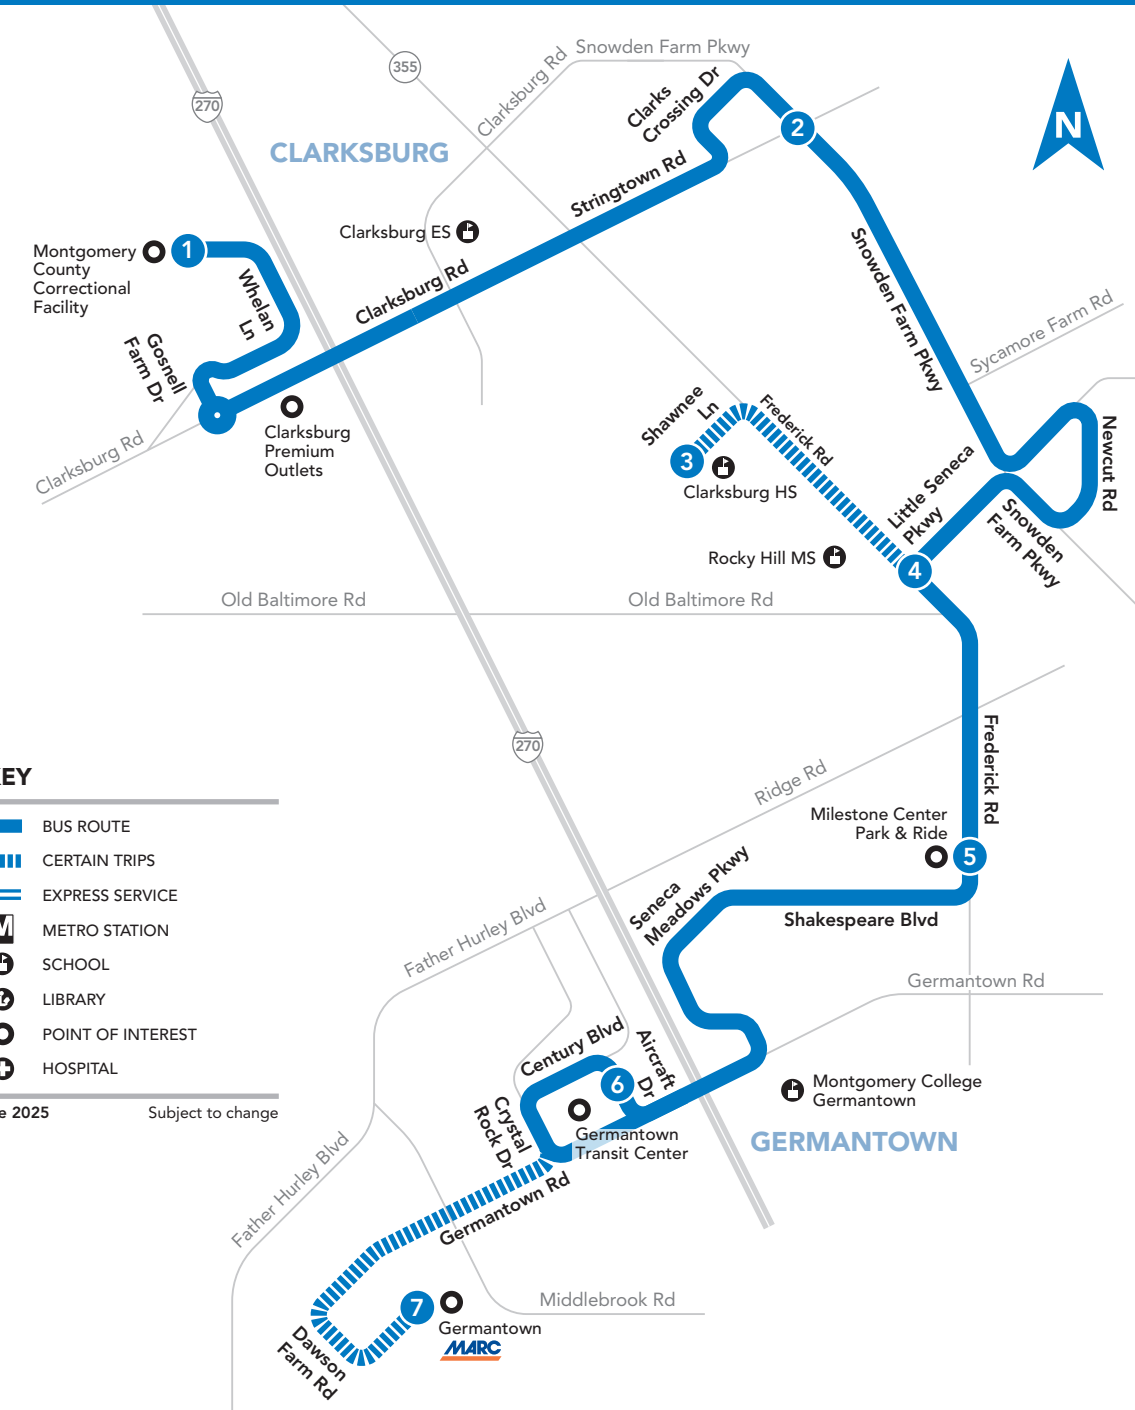 Snowden Farm Pkwy
355
Clarksburg Rd
270
Clarks
Crossing Dr
2
N
CLARKSBURG
Stringtown Rd
Clarksburg ES
1
Montgomery
County
Correctional
Facility
Whelan
Ln
Clarksburg Rd
Snowden Farm Pkwy
Gosnell
Farm Dr
Sycamore Farm Rd
Clarksburg
Premium
Outlets
Clarksburg Rd
Shawnee
Ln
Frederick Rd
3
Clarksburg HS
Newcut Rd
Little Seneca
Pkwy
Snowden
Farm Pkwy
Rocky Hill MS
4
Old Baltimore Rd
Old Baltimore Rd
270
Frederick Rd
Ridge Rd
Milestone Center
Park & Ride
5
Seneca
Meadows Pkwy
Shakespeare Blvd
Father Hurley Blvd
Germantown Rd
Century Blvd
Aircraft
Dr
6
Montgomery College
Germantown
Crystal
Rock Dr
Germantown
Transit Center
GERMANTOWN
Father Hurley Blvd
Germantown Rd
7
Middlebrook Rd
Germantown
MARC
Dawson
Farm Rd
EY
BUS ROUTE
CERTAIN TRIPS
EXPRESS SERVICE
M METRO STATION
SCHOOL
LIBRARY
POINT OF INTEREST
HOSPITAL
e 2025 Subject to change